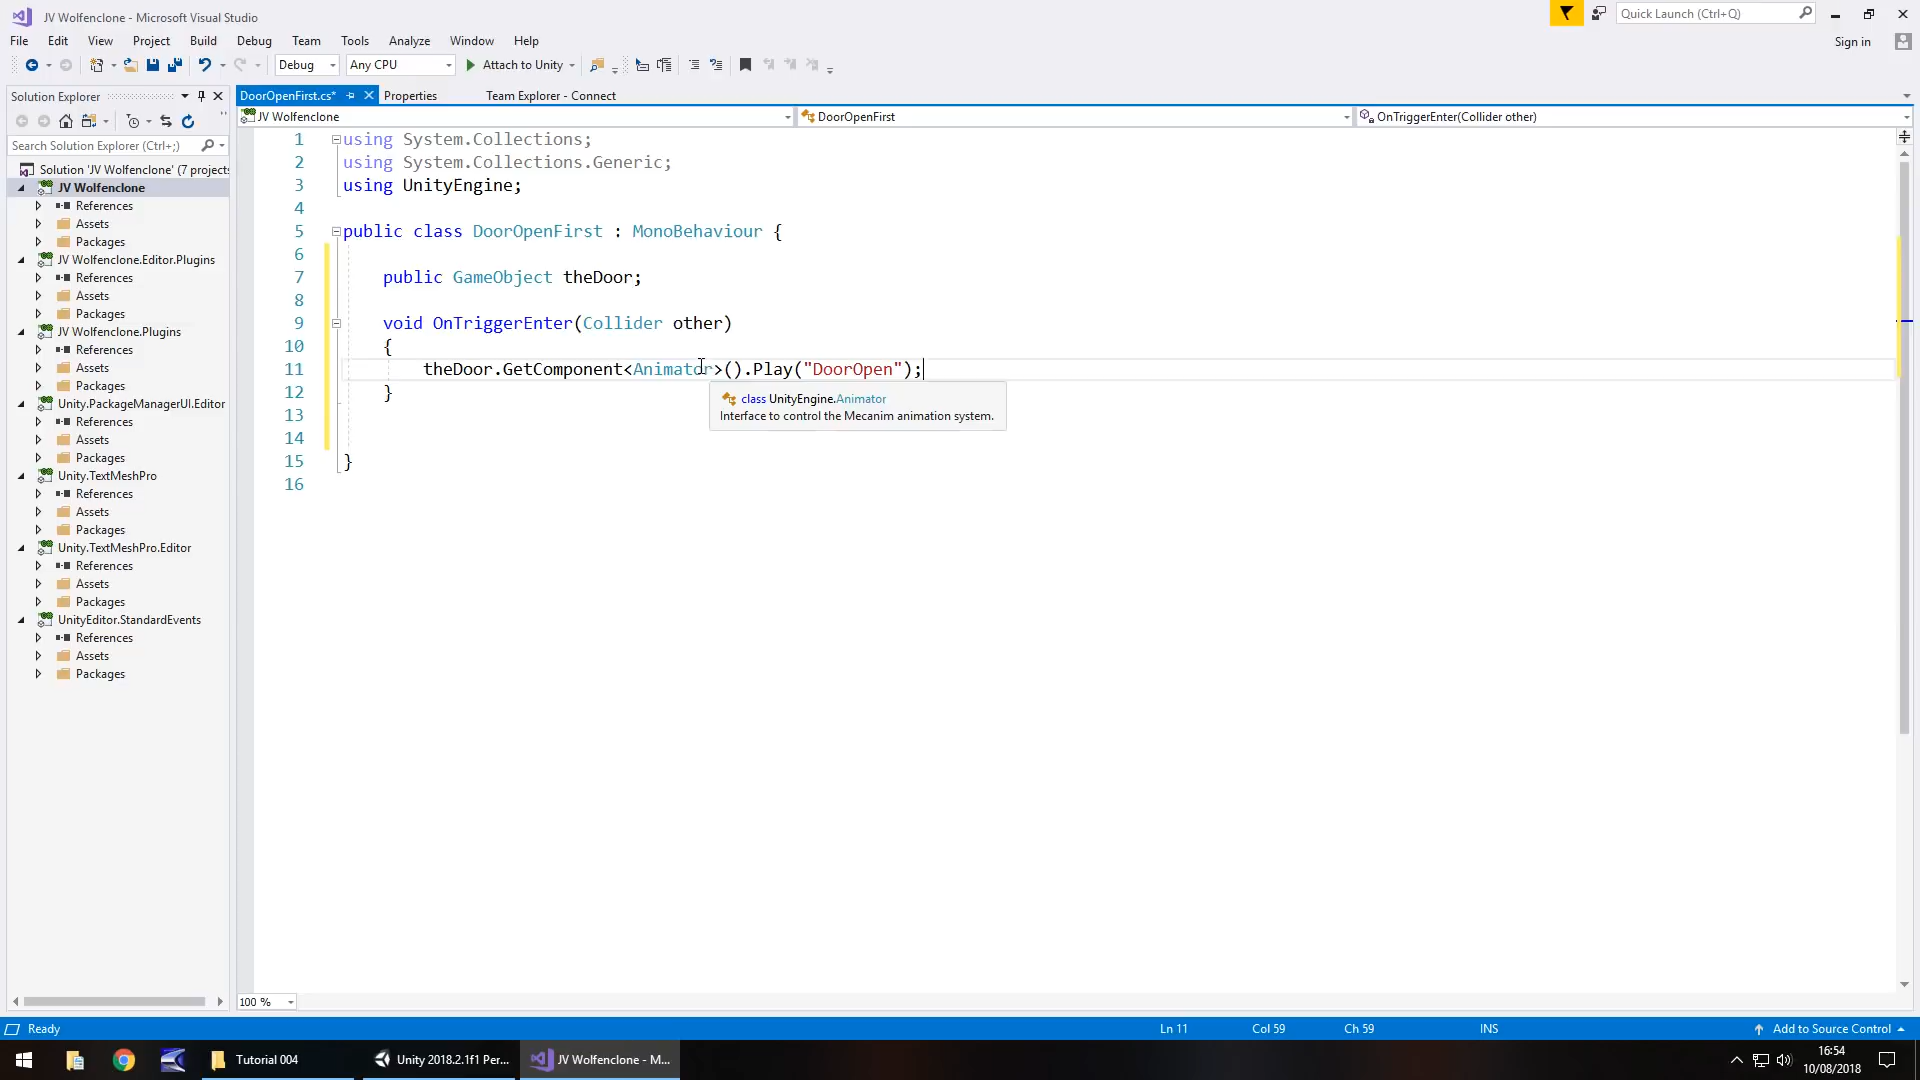 JV Wolfenclone - Microsoft Visual Studio
Quick Launch (Ctrl+Q)
File Edit View Project Build Debug Team Tools Analyze Window Help
Sign in
Debug Any CPU Attach to Unity
Solution Explorer
DoorOpenFirst.cs* Properties Team Explorer - Connect
JV Wolfenclone DoorOpenFirst OnTriggerEnter(Collider other)
Search Solution Explorer (Ctrl+;)
Solution 'JV Wolfenclone' (7 projects
JV Wolfenclone
References
Assets
Packages
JV Wolfenclone.Editor.Plugins
References
Assets
Packages
JV Wolfenclone.Plugins
References
Assets
Packages
Unity.PackageManagerUI.Editor
References
Assets
Packages
Unity.TextMeshPro
References
Assets
Packages
Unity.TextMeshPro.Editor
References
Assets
Packages
UnityEditor.StandardEvents
References
Assets
Packages
1 using System.Collections;
2 using System.Collections.Generic;
3 using UnityEngine;
4
5 public class DoorOpenFirst : MonoBehaviour {
6
7 public GameObject theDoor;
8
9 void OnTriggerEnter(Collider other)
10 {
11 theDoor.GetComponent<Animator>().Play("DoorOpen");
12 }
13
14
15 }
16
class UnityEngine.Animator
Interface to control the Mecanim animation system.
100 %
Ready Ln 11 Col 59 Ch 59 INS Add to Source Control
Tutorial 004 Unity 2018.2.1f1 Per... JV Wolfenclone - M...
16:54
10/08/2018